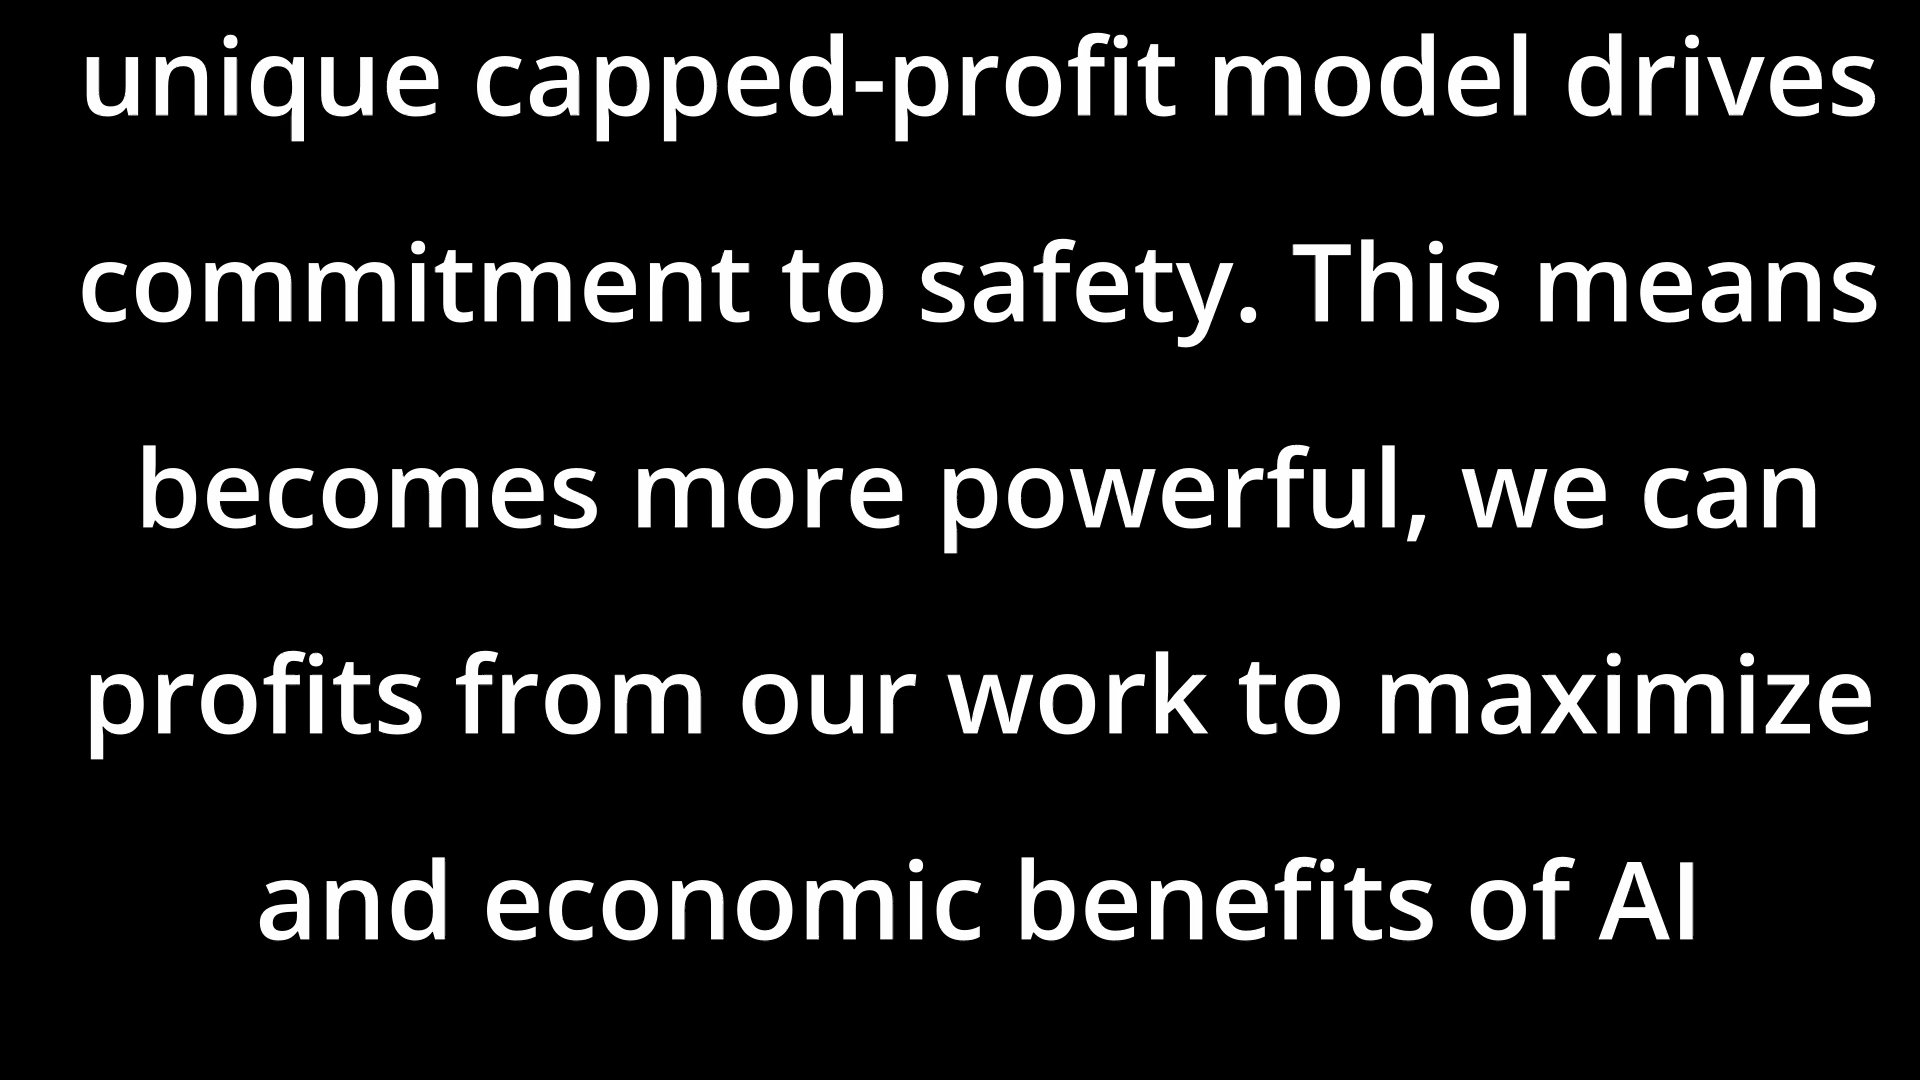 unique capped-profit model drives
commitment to safety. This means
becomes more powerful, we can
profits from our work to maximize
and economic benefits of AI